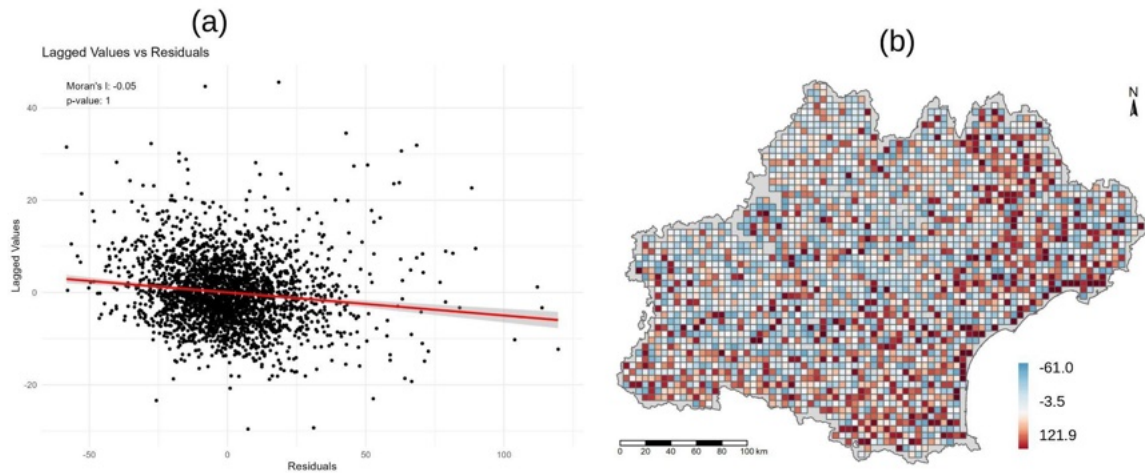 (a)
Lagged Values vs Residuals
Moran's I: -0.05
p-value: 1
40
20
0
-20
Lagged Values
-50
0
50
100
Residuals
(b)
N
-61.0
-3.5
121.9
0 20 40 60 80 100 km